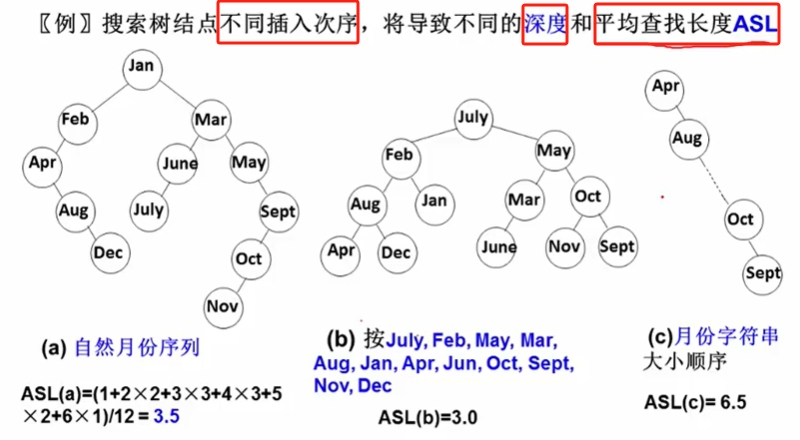 〖例〗搜索树结点不同插入次序，将导致不同的深度和平均查找长度ASL
Jan
Feb
Mar
Apr
June
May
Aug
July
Sept
Dec
Oct
Nov
(a) 自然月份序列
ASL(a)=(1+2×2+3×3+4×3+5
×2+6×1)/12 = 3.5
July
Feb
May
Aug
Jan
Mar
Oct
Apr
Dec
June
Nov
Sept
(b) 按July, Feb, May, Mar,
Aug, Jan, Apr, Jun, Oct, Sept,
Nov, Dec
ASL(b)=3.0
Apr
Aug
Oct
Sept
(c)月份字符串
大小顺序
ASL(c)= 6.5